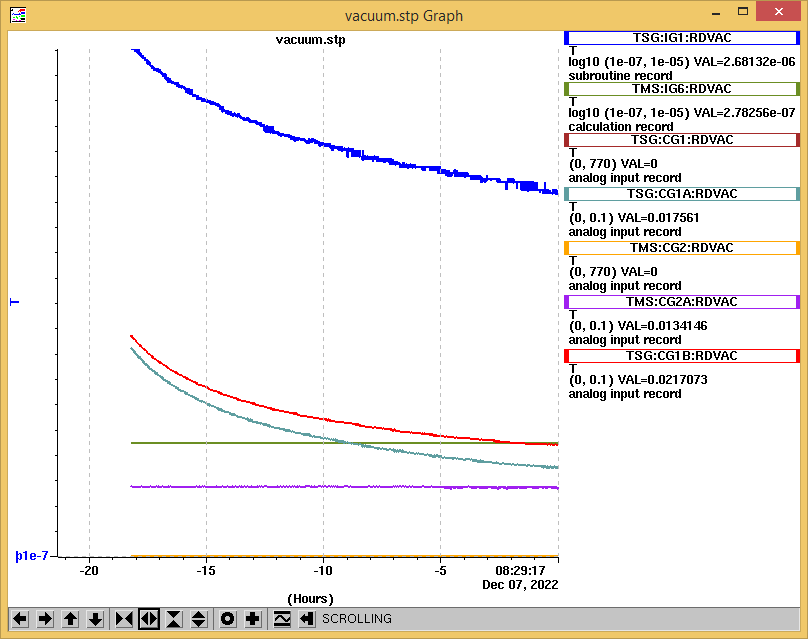 vacuum.stp Graph
vacuum.stp
T
1e-7
-20 -15 -10 -5 08:29:17
Dec 07, 2022
(Hours)
TSG:IG1:RDVAC
T
log10 (1e-07, 1e-05) VAL=2.68132e-06
subroutine record
TMS:IG6:RDVAC
T
log10 (1e-07, 1e-05) VAL=2.78256e-07
calculation record
TSG:CG1:RDVAC
T
(0, 770) VAL=0
analog input record
TSG:CG1A:RDVAC
T
(0, 0.1) VAL=0.017561
analog input record
TMS:CG2:RDVAC
T
(0, 770) VAL=0
analog input record
TMS:CG2A:RDVAC
T
(0, 0.1) VAL=0.0134146
analog input record
TSG:CG1B:RDVAC
T
(0, 0.1) VAL=0.0217073
analog input record
SCROLLING